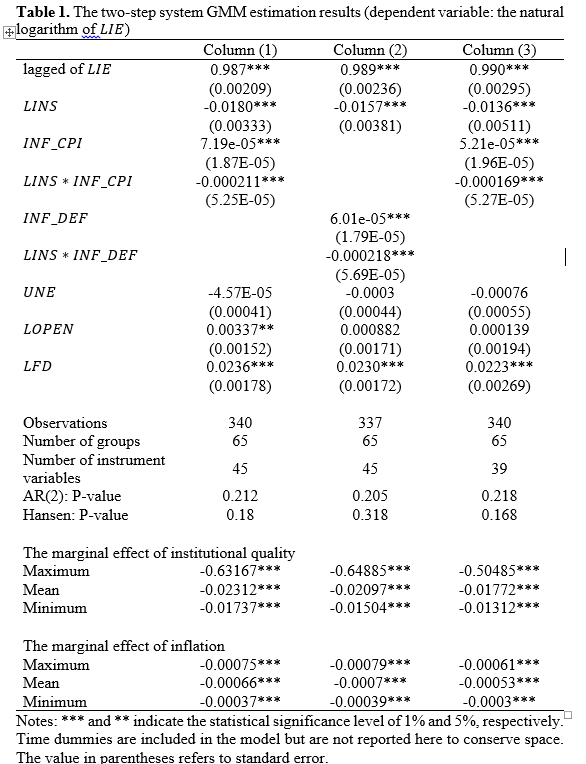 Table 1. The two-step system GMM estimation results (dependent variable: the natural
logarithm of LIE)
Column (1) Column (2) Column (3)
lagged of LIE 0.987*** 0.989*** 0.990***
(0.00209) (0.00236) (0.00295)
LINS -0.0180*** -0.0157*** -0.0136***
(0.00333) (0.00381) (0.00511)
INF_CPI 7.19e-05*** 5.21e-05***
(1.87E-05) (1.96E-05)
LINS * INF_CPI -0.000211*** -0.000169***
(5.25E-05) (5.27E-05)
INF_DEF 6.01e-05***
(1.79E-05)
LINS * INF_DEF -0.000218***
(5.69E-05)
UNE -4.57E-05 -0.0003 -0.00076
(0.00041) (0.00044) (0.00055)
LOPEN 0.00337** 0.000882 0.000139
(0.00152) (0.00171) (0.00194)
LFD 0.0236*** 0.0230*** 0.0223***
(0.00178) (0.00172) (0.00269)
Observations 340 337 340
Number of groups 65 65 65
Number of instrument
variables 45 45 39
AR(2): P-value 0.212 0.205 0.218
Hansen: P-value 0.18 0.318 0.168
The marginal effect of institutional quality
Maximum -0.63167*** -0.64885*** -0.50485***
Mean -0.02312*** -0.02097*** -0.01772***
Minimum -0.01737*** -0.01504*** -0.01312***
The marginal effect of inflation
Maximum -0.00075*** -0.00079*** -0.00061***
Mean -0.00066*** -0.0007*** -0.00053***
Minimum -0.00037*** -0.00039*** -0.0003***
Notes: *** and ** indicate the statistical significance level of 1% and 5%, respectively.
Time dummies are included in the model but are not reported here to conserve space.
The value in parentheses refers to standard error.